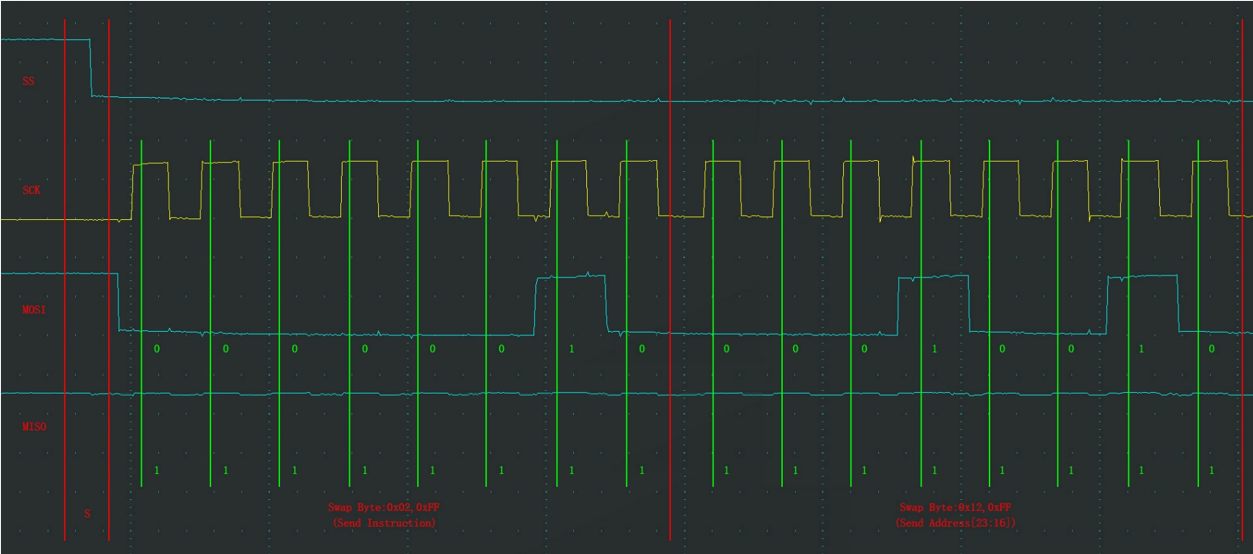 SS
SCK
MOSI
0 0 0 0 0 0 1 0 0 0 0 1 0 0 1 0
MISO
1 1 1 1 1 1 1 1 1 1 1 1 1 1 1 1
S
Swap Byte:0x02,0xFF
(Send Instruction)
Swap Byte:0x12,0xFF
(Send Address[23:16])